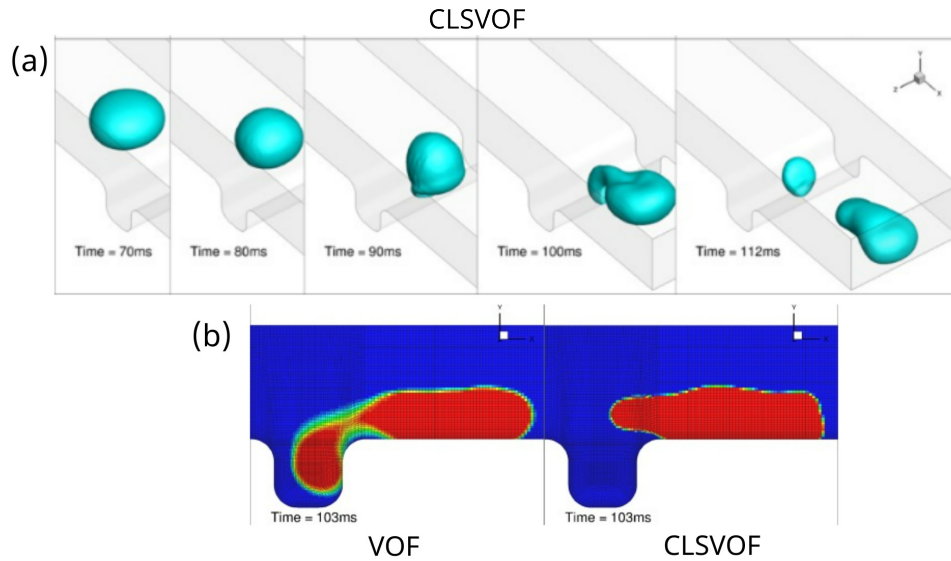 CLSVOF
(a)
Y
Z
X
Time = 70ms
Time = 80ms
Time = 90ms
Time = 100ms
Time = 112ms
(b)
Y
X
Y
X
Time = 103ms
Time = 103ms
VOF
CLSVOF